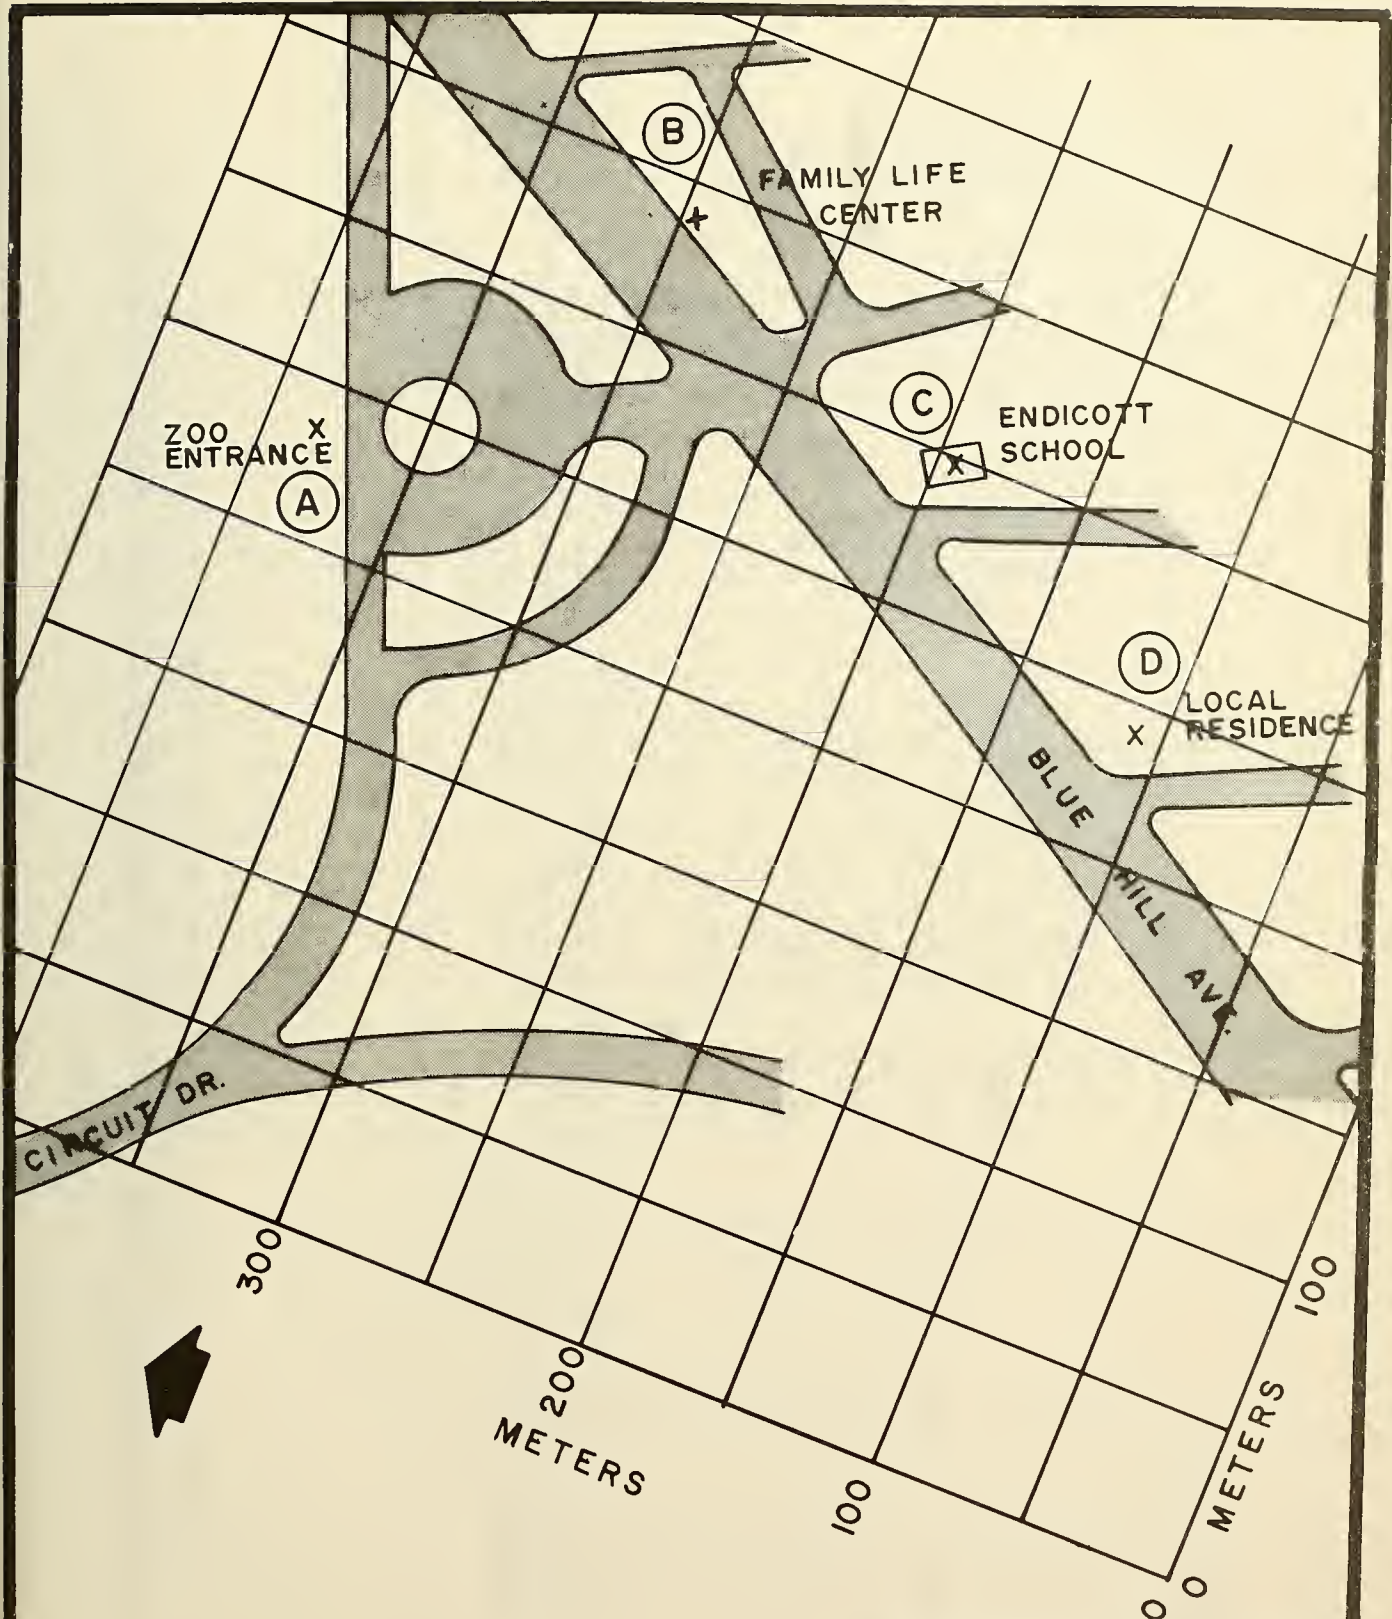 B
FAMILY LIFE
CENTER
+
C
ENDICOTT
SCHOOL
X
ZOO
ENTRANCE
X
A
D
LOCAL
RESIDENCE
X
BLUE
HILL
AVE.
CIRCUIT DR.
300
200
100
0
METERS
100
METERS
0